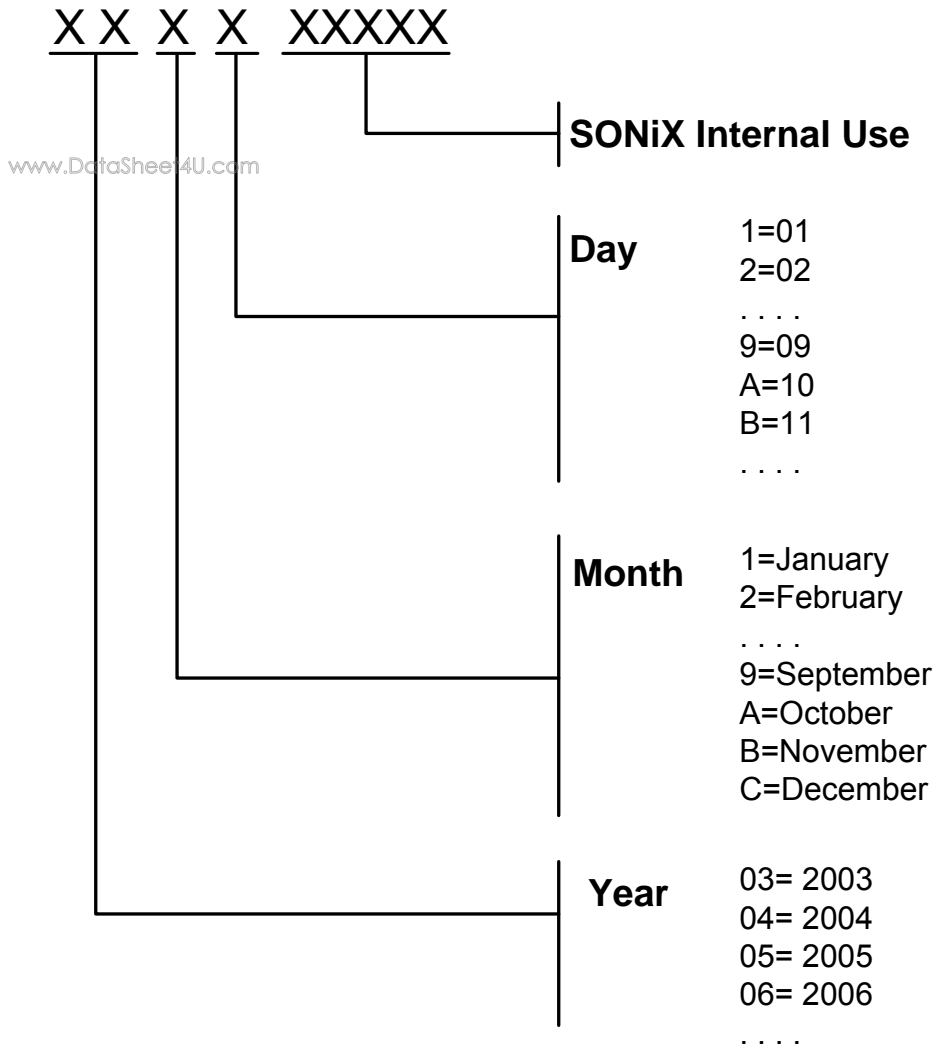 X X X X XXXXX
SONiX Internal Use
www.DataSheet4U.com
Day
1=01
2=02
. . . .
9=09
A=10
B=11
. . . .
Month
1=January
2=February
. . . .
9=September
A=October
B=November
C=December
Year
03= 2003
04= 2004
05= 2005
06= 2006
. . . .